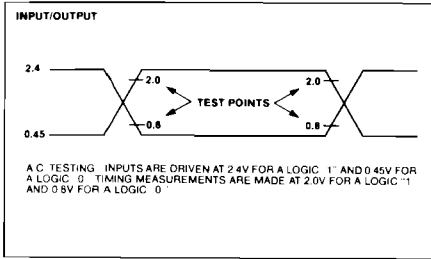 INPUT/OUTPUT
2.4
2.0
2.0
TEST POINTS
0.8
0.8
0.45
A C TESTING INPUTS ARE DRIVEN AT 2 4V FOR A LOGIC 1" AND 0 45V FOR
A LOGIC 0 TIMING MEASUREMENTS ARE MADE AT 2.0V FOR A LOGIC "1
AND 0 8V FOR A LOGIC 0